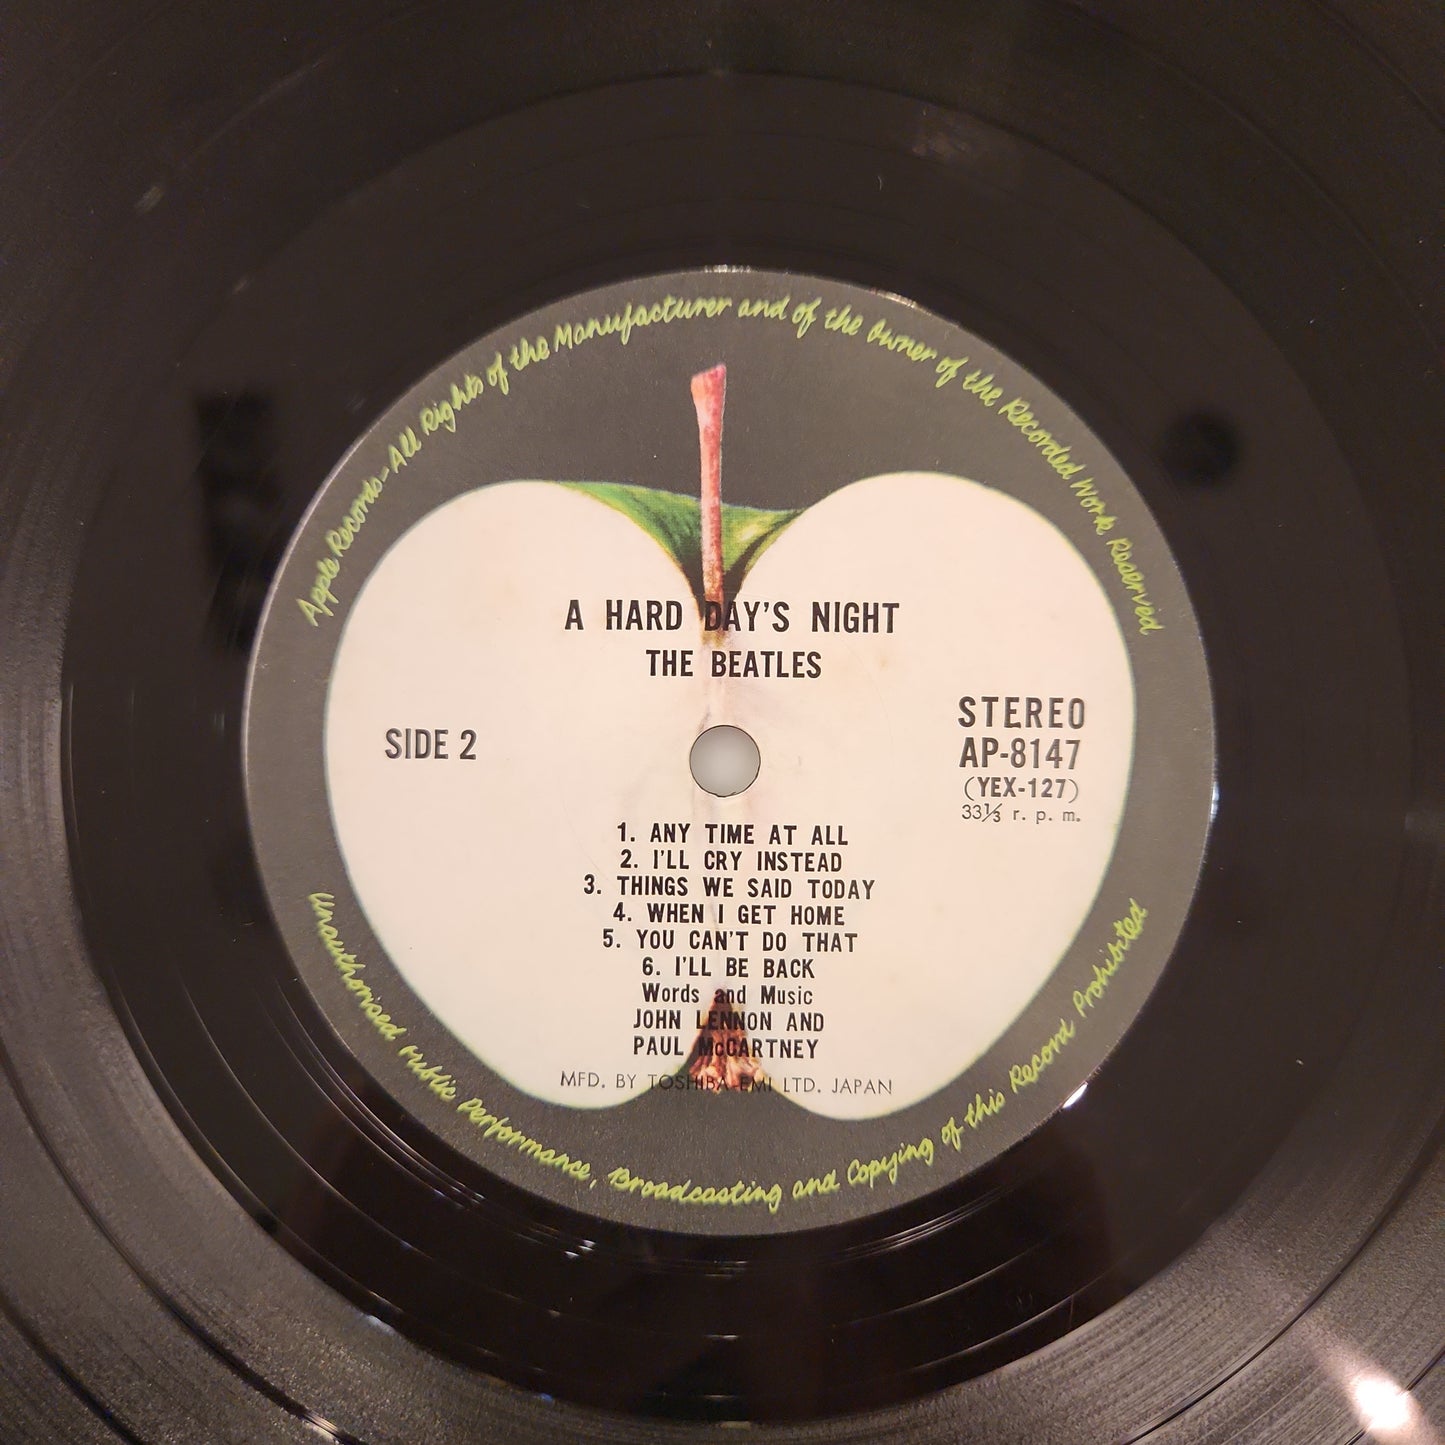 Apple Records-All Rights of the Manufacturer and of the Owner of the Recorded Work Reserved
A HARD DAY'S NIGHT
THE BEATLES
SIDE 2
STEREO
AP-8147
(YEX-127)
33⅓ r. p. m.
1. ANY TIME AT ALL
2. I'LL CRY INSTEAD
3. THINGS WE SAID TODAY
4. WHEN I GET HOME
5. YOU CAN'T DO THAT
6. I'LL BE BACK
Words and Music
JOHN LENNON AND
PAUL McCARTNEY
MFD. BY TOSHIBA-EMI LTD. JAPAN
Unauthorised Public Performance, Broadcasting and Copying of this Record Prohibited